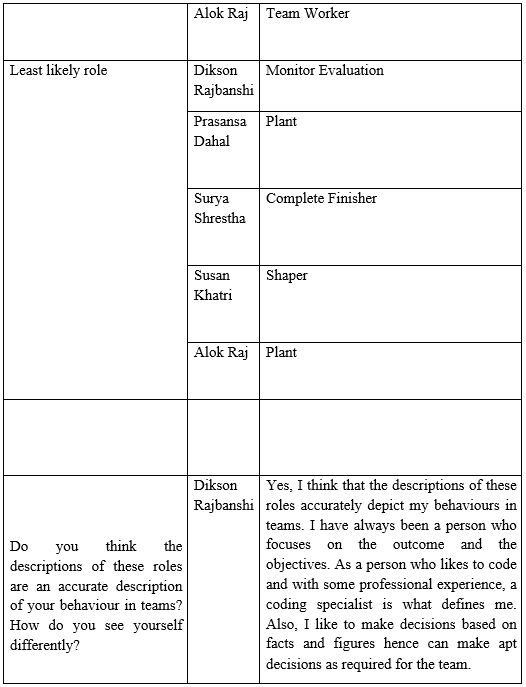 Alok Raj Team Worker
Least likely role Dikson Monitor Evaluation
Rajbanshi
Prasansa Plant
Dahal
Surya Complete Finisher
Shrestha
Susan Shaper
Khatri
Alok Raj Plant
Do you think the
descriptions of these roles
are an accurate description
of your behaviour in teams?
How do you see yourself
differently?
Dikson
Rajbanshi
Yes, I think that the descriptions of these
roles accurately depict my behaviours in
teams. I have always been a person who
focuses on the outcome and the
objectives. As a person who likes to code
and with some professional experience, a
coding specialist is what defines me.
Also, I like to make decisions based on
facts and figures hence can make apt
decisions as required for the team.